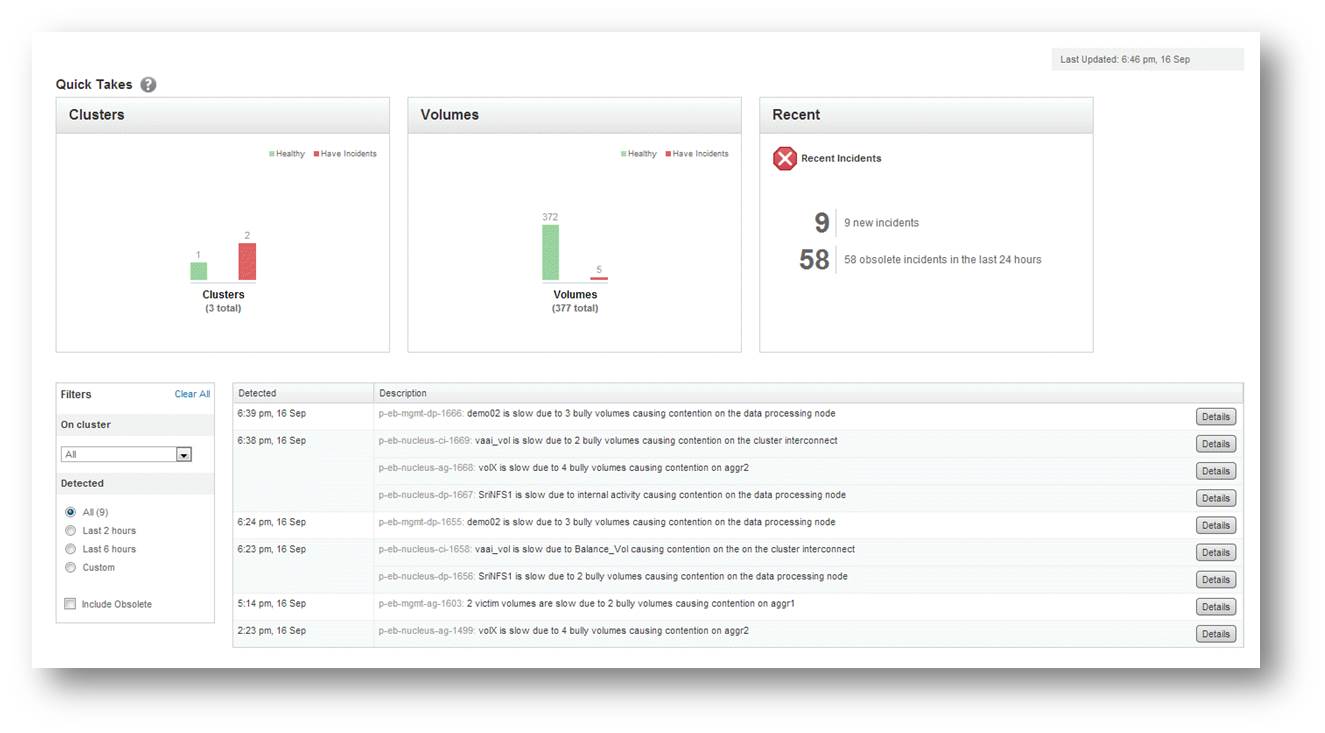 Last Updated: 6:46 pm, 16 Sep
Quick Takes ?
Clusters
Healthy Have Incidents
1
2
Clusters
(3 total)
Volumes
Healthy Have Incidents
372
5
Volumes
(377 total)
Recent
Recent Incidents
9 9 new incidents
58 58 obsolete incidents in the last 24 hours
Filters Clear All
On cluster
All
Detected
All (9)
Last 2 hours
Last 6 hours
Custom
Include Obsolete
Detected Description
6:39 pm, 16 Sep p-eb-mgmt-dp-1666: demo02 is slow due to 3 bully volumes causing contention on the data processing node Details
6:38 pm, 16 Sep p-eb-nucleus-ci-1669: vaai_vol is slow due to 2 bully volumes causing contention on the cluster interconnect Details
p-eb-nucleus-ag-1668: volX is slow due to 4 bully volumes causing contention on aggr2 Details
p-eb-nucleus-dp-1667: SriNFS1 is slow due to internal activity causing contention on the data processing node Details
6:24 pm, 16 Sep p-eb-mgmt-dp-1655: demo02 is slow due to 3 bully volumes causing contention on the data processing node Details
6:23 pm, 16 Sep p-eb-nucleus-ci-1658: vaai_vol is slow due to Balance_Vol causing contention on the on the cluster interconnect Details
p-eb-nucleus-dp-1656: SriNFS1 is slow due to 2 bully volumes causing contention on the data processing node Details
5:14 pm, 16 Sep p-eb-mgmt-ag-1603: 2 victim volumes are slow due to 2 bully volumes causing contention on aggr1 Details
2:23 pm, 16 Sep p-eb-nucleus-ag-1499: volX is slow due to 4 bully volumes causing contention on aggr2 Details